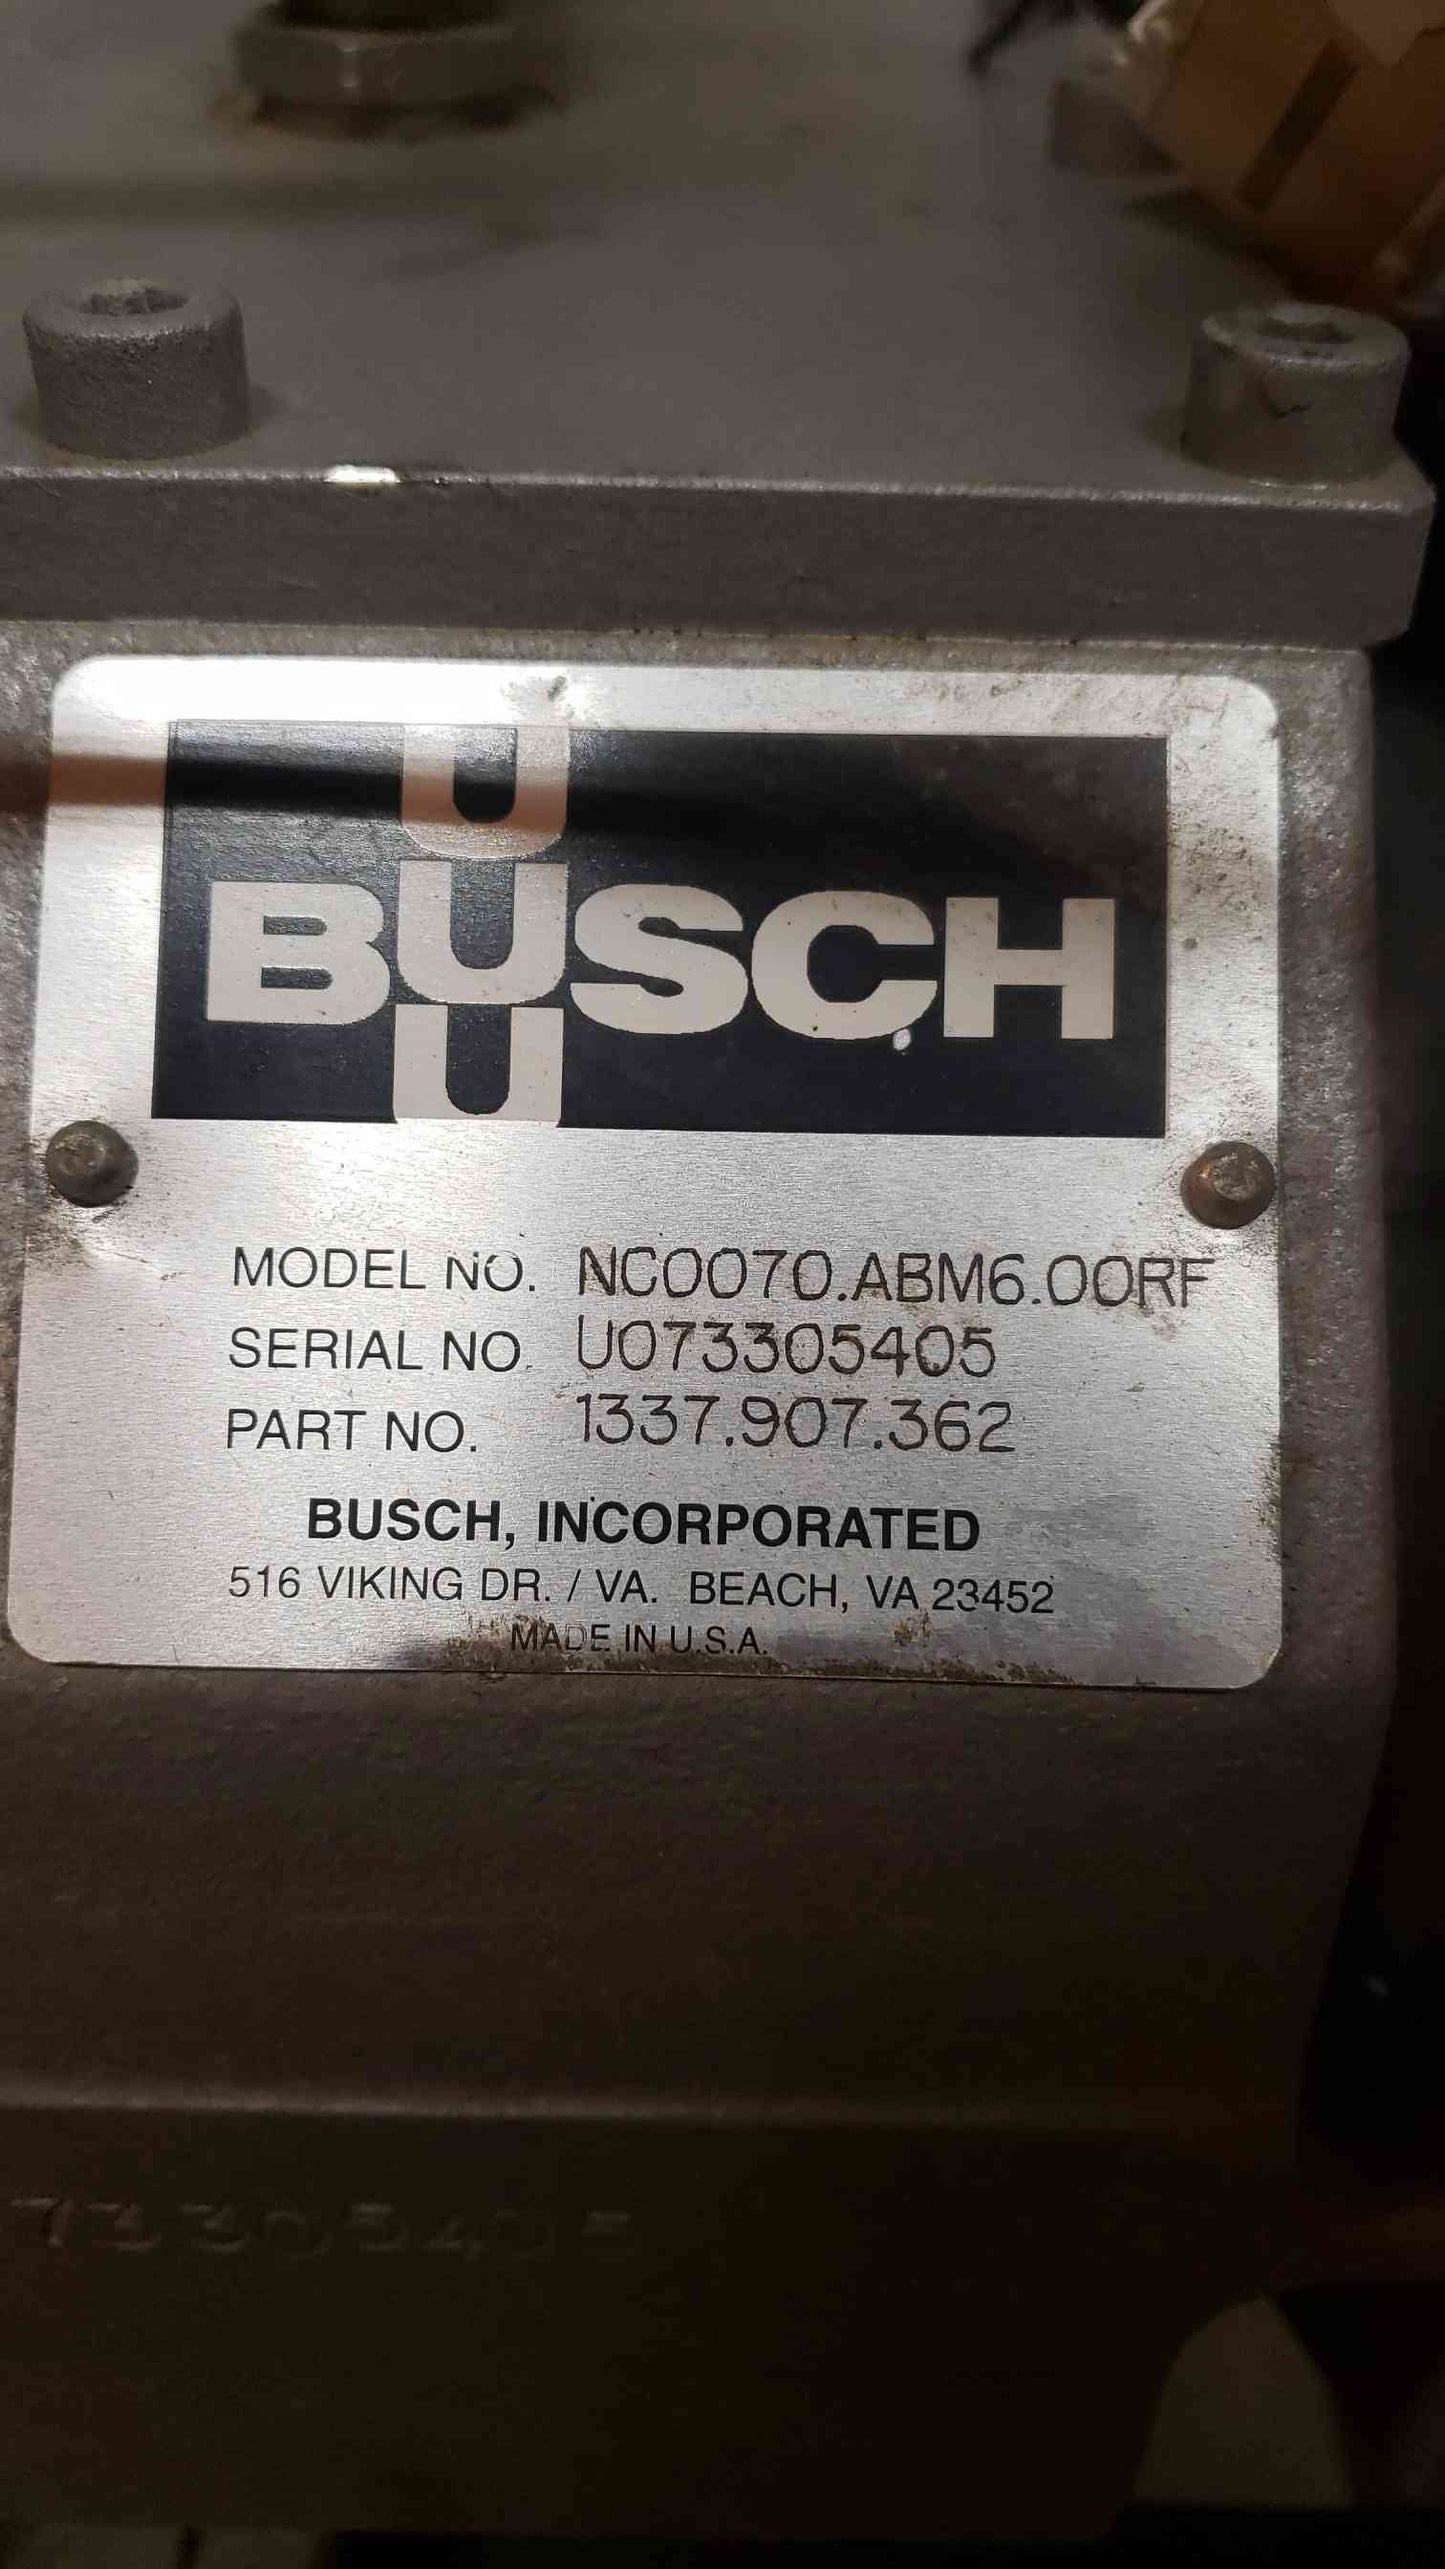 BUSCH
MODEL NO. NC0070.ABM6.00RF
SERIAL NO. U073305405
PART NO. 1337.907.362
BUSCH, INCORPORATED
516 VIKING DR. / VA. BEACH, VA 23452
MADE IN U.S.A.
73305405